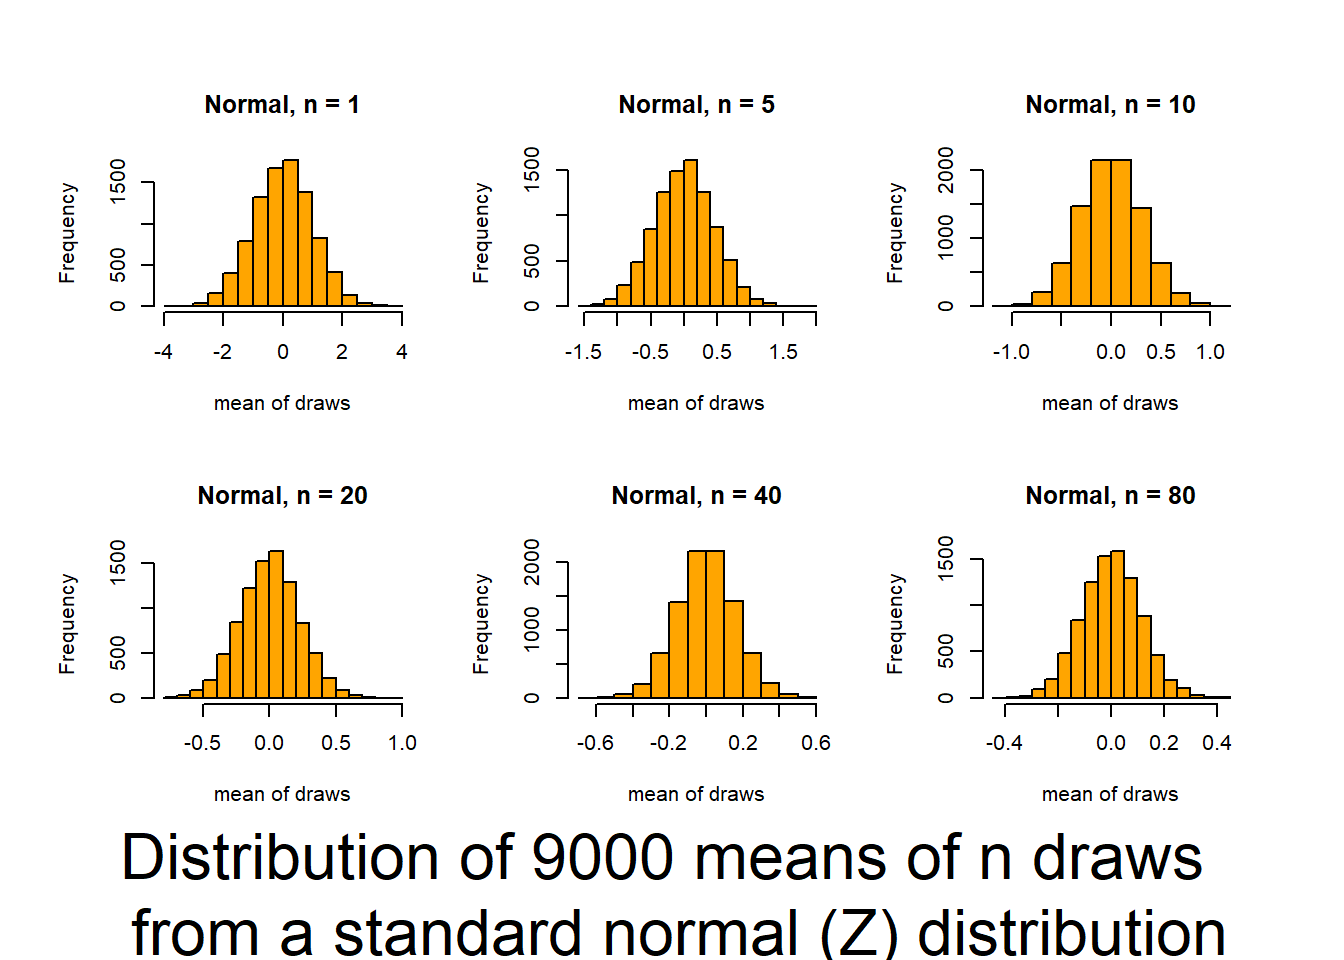 Normal, n = 1
Frequency
0 500 1500
-4 -2 0 2 4
mean of draws
Normal, n = 5
Frequency
0 500 1500
-1.5 -0.5 0.5 1.5
mean of draws
Normal, n = 10
Frequency
0 1000 2000
-1.0 0.0 0.5 1.0
mean of draws
Normal, n = 20
Frequency
0 500 1500
-0.5 0.0 0.5 1.0
mean of draws
Normal, n = 40
Frequency
0 1000 2000
-0.6 -0.2 0.2 0.6
mean of draws
Normal, n = 80
Frequency
0 500 1500
-0.4 0.0 0.2 0.4
mean of draws
Distribution of 9000 means of n draws
from a standard normal (Z) distribution